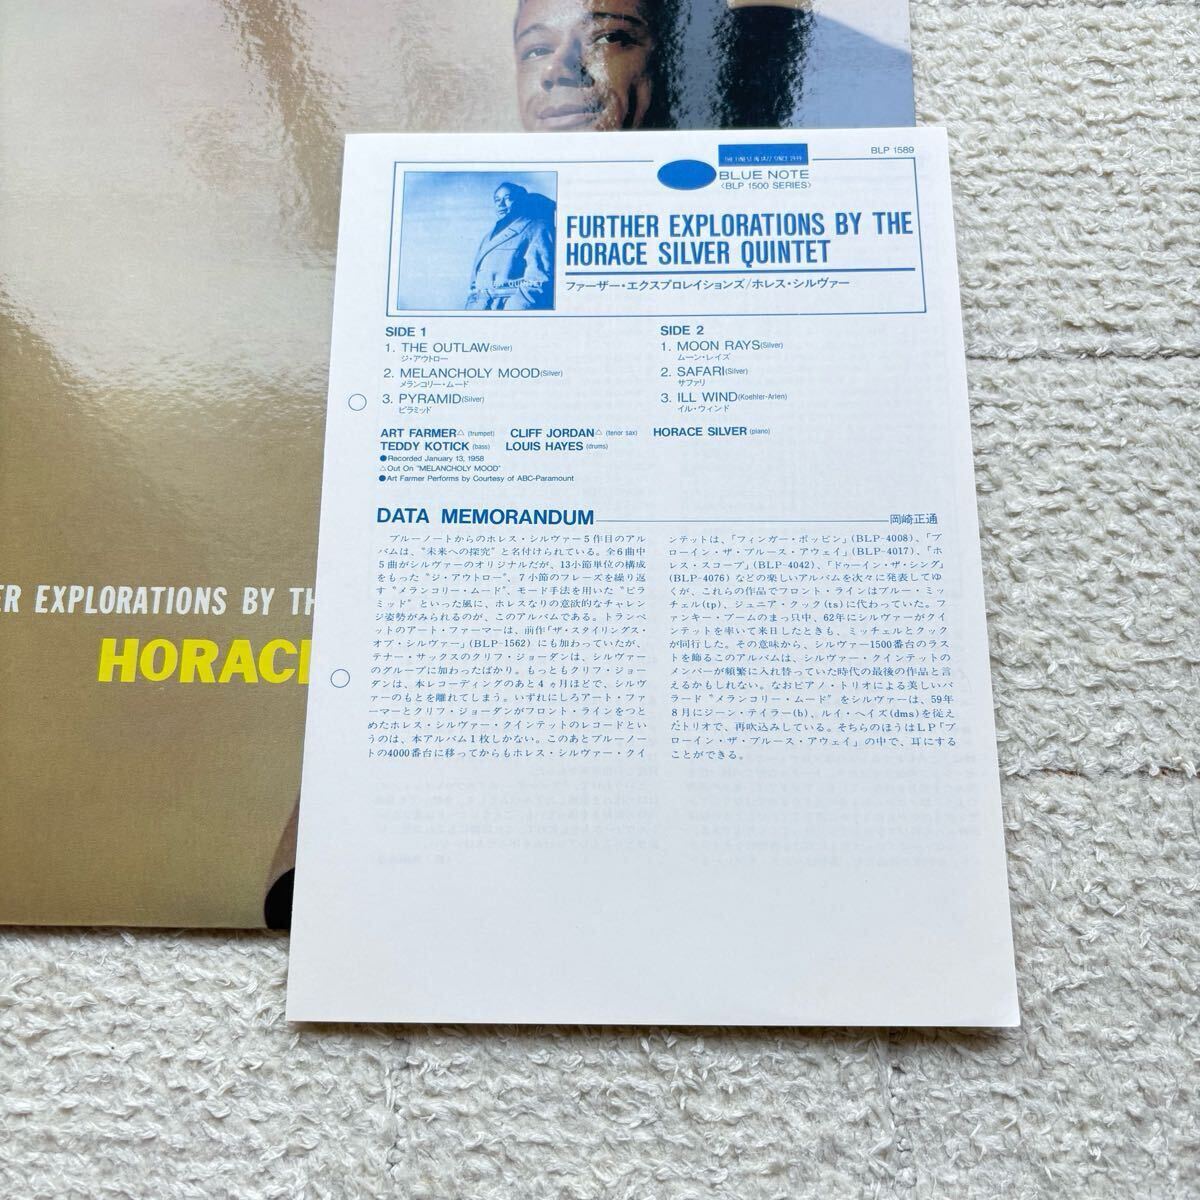 BLP 1589
THE FINEST IN JAZZ SINCE 1939
BLUE NOTE
〈BLP 1500 SERIES〉
FURTHER EXPLORATIONS BY THE
HORACE SILVER QUINTET
ファーザー・エクスプロレイションズ/ホレス・シルヴァー
SIDE 1
1. THE OUTLAW(Silver)
ジ・アウトロー
2. MELANCHOLY MOOD(Silver)
メランコリー・ムード
3. PYRAMID(Silver)
ピラミッド
SIDE 2
1. MOON RAYS(Silver)
ムーン・レイズ
2. SAFARI(Silver)
サファリ
3. ILL WIND(Koehler-Arlen)
イル・ウィンド
ART FARMER△ (trumpet) CLIFF JORDAN△ (tenor sax) HORACE SILVER (piano)
TEDDY KOTICK (bass) LOUIS HAYES (drums)
●Recorded January 13, 1958
△Out On "MELANCHOLY MOOD"
●Art Farmer Performs by Courtesy of ABC-Paramount
DATA MEMORANDUM 岡崎正通
ブルーノートからのホレス・シルヴァー5作目のアル
バムは、"未来への探究"と名付けられている。全6曲中
5曲がシルヴァーのオリジナルだが、13小節単位の構成
をもった"ジ・アウトロー"、7小節のフレーズを繰り返
す"メランコリー・ムード"、モード手法を用いた"ピラ
ミッド"といった風に、ホレスなりの意欲的なチャレン
ジ姿勢がみられるのが、このアルバムである。トランペ
ットのアート・ファーマーは、前作「ザ・スタイリングス・
オブ・シルヴァー」(BLP-1562)にも加わっていたが、
テナー・サックスのクリフ・ジョーダンは、シルヴァー
のグループに加わったばかり。もっともクリフ・ジョー
ダンは、本レコーディングのあと4ヵ月ほどで、シルヴ
ァーのもとを離れてしまう。いずれにしろアート・ファ
ーマーとクリフ・ジョーダンがフロント・ラインをつと
めたホレス・シルヴァー・クインテットのレコードとい
うのは、本アルバム1枚しかない。このあとブルーノー
トの4000番台に移ってからもホレス・シルヴァー・クイ
ンテットは、「フィンガー・ポッピン」(BLP-4008)、「ブ
ローイン・ザ・ブルース・アウェイ」(BLP-4017)、「ホ
レス・スコープ」(BLP-4042)、「ドゥーイン・ザ・シング」
(BLP-4076)などの楽しいアルバムを次々に発表してゆ
くが、これらの作品でフロント・ラインはブルー・ミッ
チェル(tp)、ジュニア・クック(ts)に代わっていた。フ
ァンキー・ブームのまっ只中、62年にシルヴァーがクイ
ンテットを率いて来日したときも、ミッチェルとクック
が同行した。その意味から、シルヴァー1500番台のラス
トを飾るこのアルバムは、シルヴァー・クインテットの
メンバーが頻繁に入れ替っていた時代の最後の作品と言
えるかもしれない。なおピアノ・トリオによる美しいバ
ラード"メランコリー・ムード"をシルヴァーは、59年
8月にジーン・テイラー(b)、ルイ・ヘイズ(dms)を従え
たトリオで、再吹込みしている。そちらのほうはLP「ブ
ローイン・ザ・ブルース・アウェイ」の中で、耳にする
ことができる。
ER EXPLORATIONS BY TH
HORAC